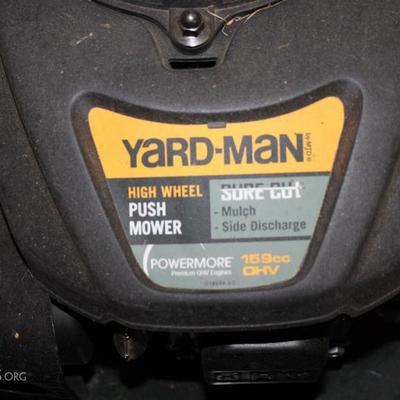 YARD-MAN
by MTD
HIGH WHEEL
PUSH
MOWER
SURE CUT
- Mulch
- Side Discharge
POWERMORE
Premium OHV Engines
159cc
OHV
.ORG